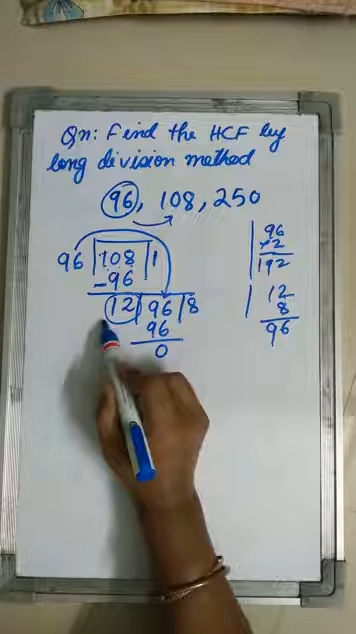 Qn: Find the HCF by
long division method
96, 108, 250
96 108 1
-96
12 96 8
96
0
96
×2
192
12
8
96